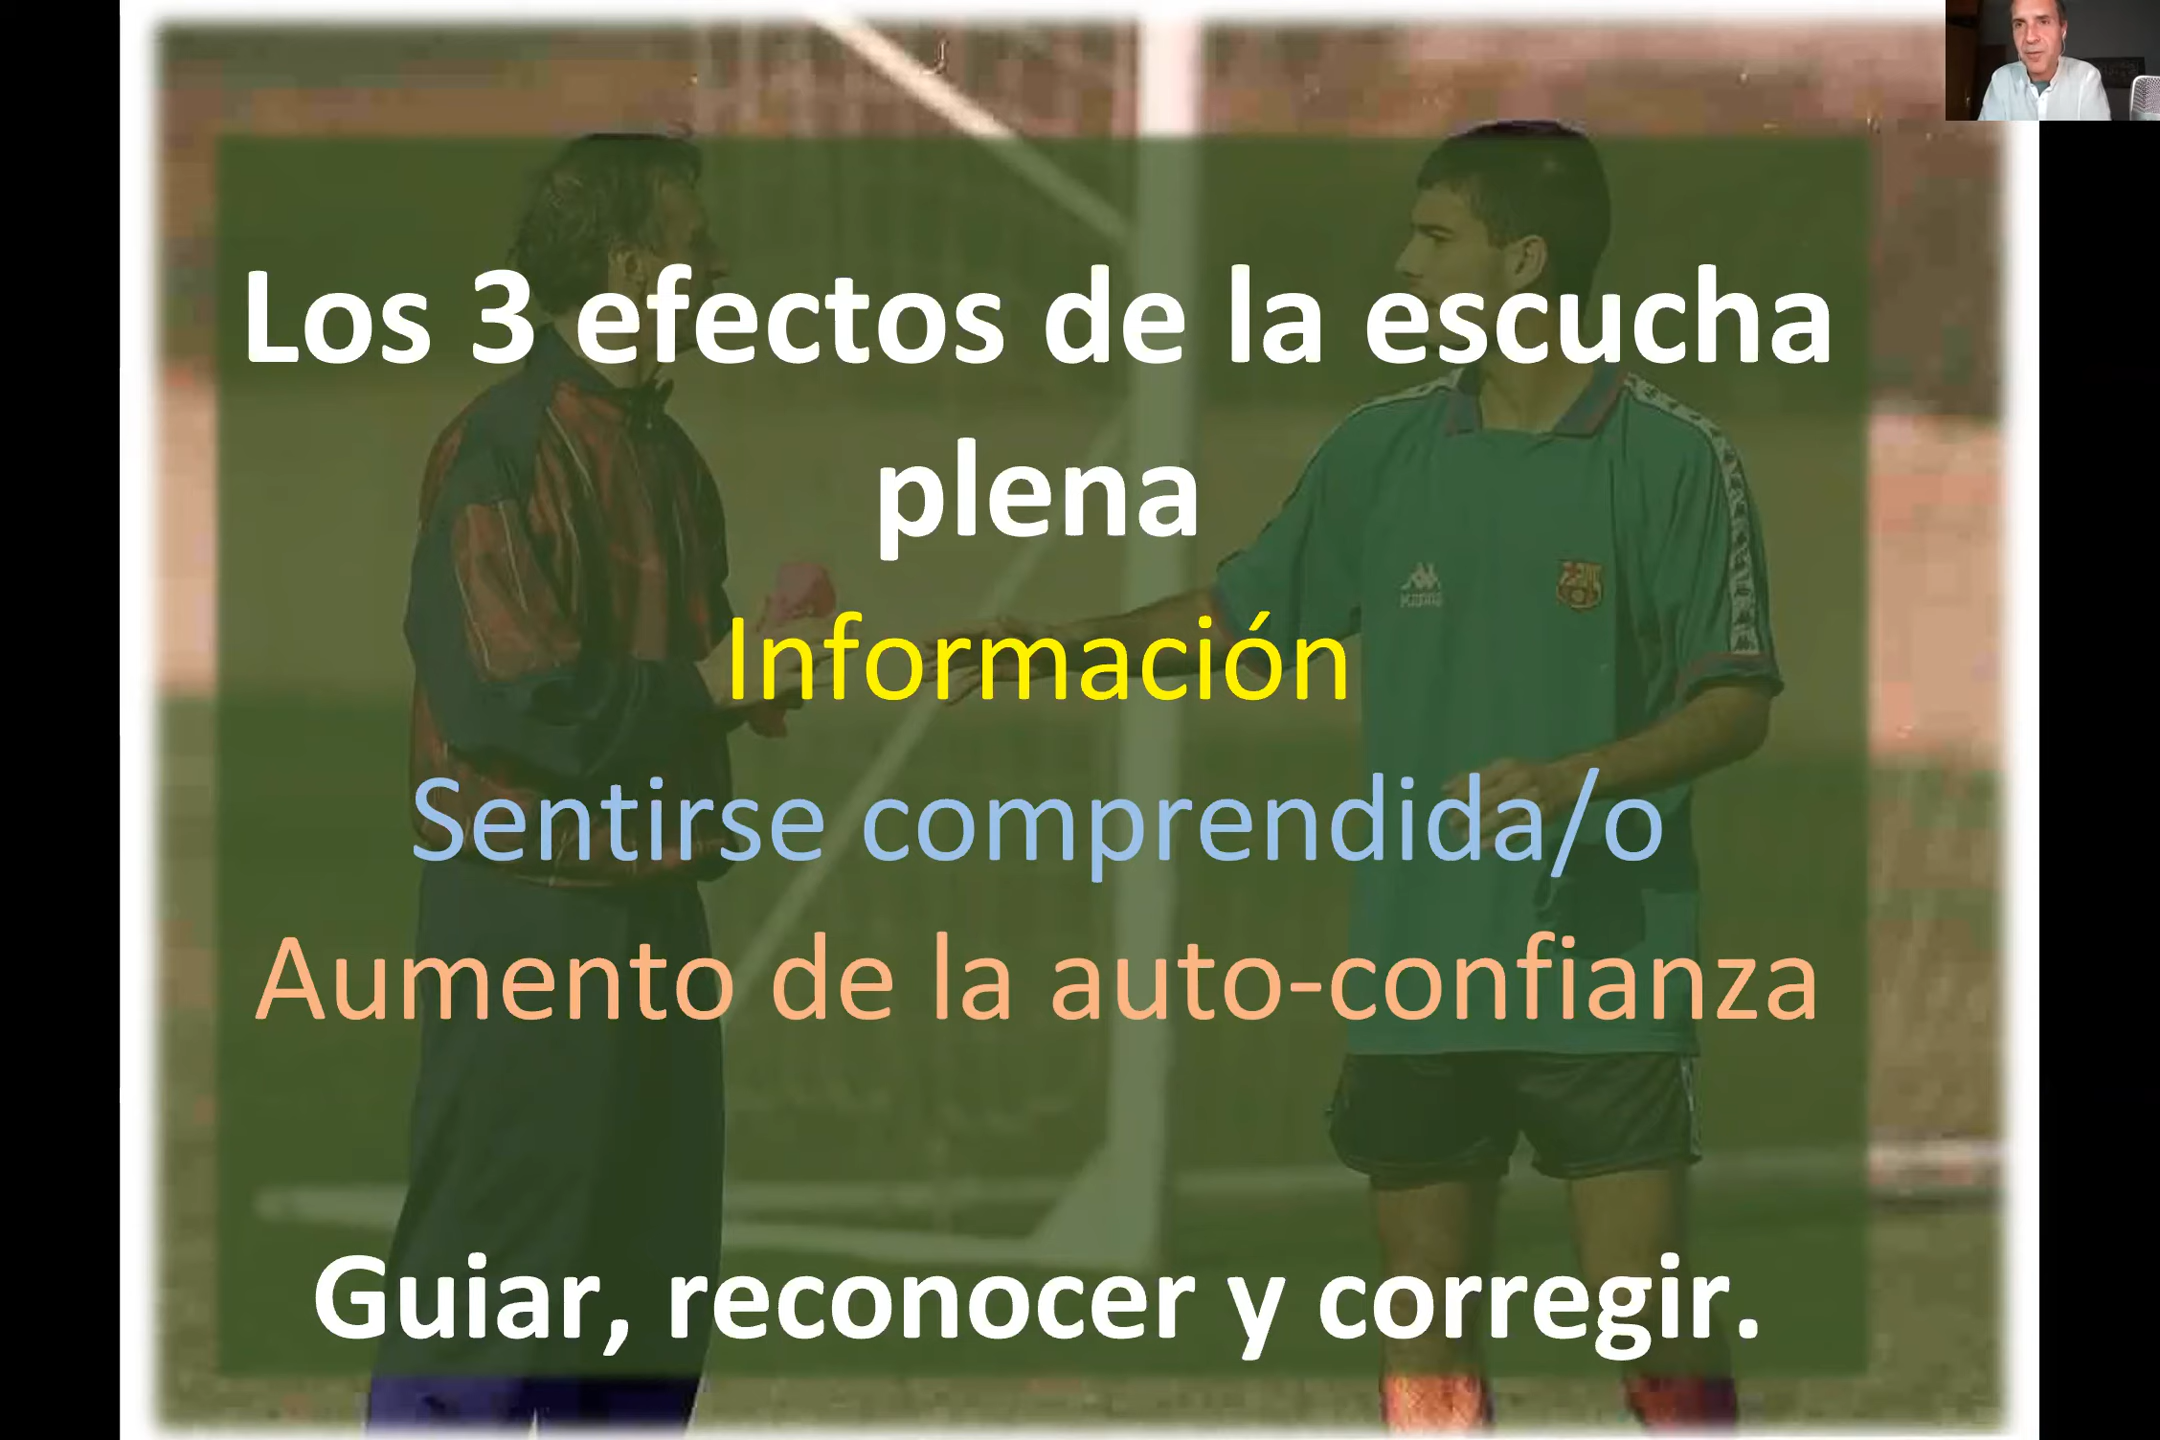 Los 3 efectos de la escucha
plena
Información
Sentirse comprendida/o
Aumento de la auto-confianza
Guiar, reconocer y corregir.